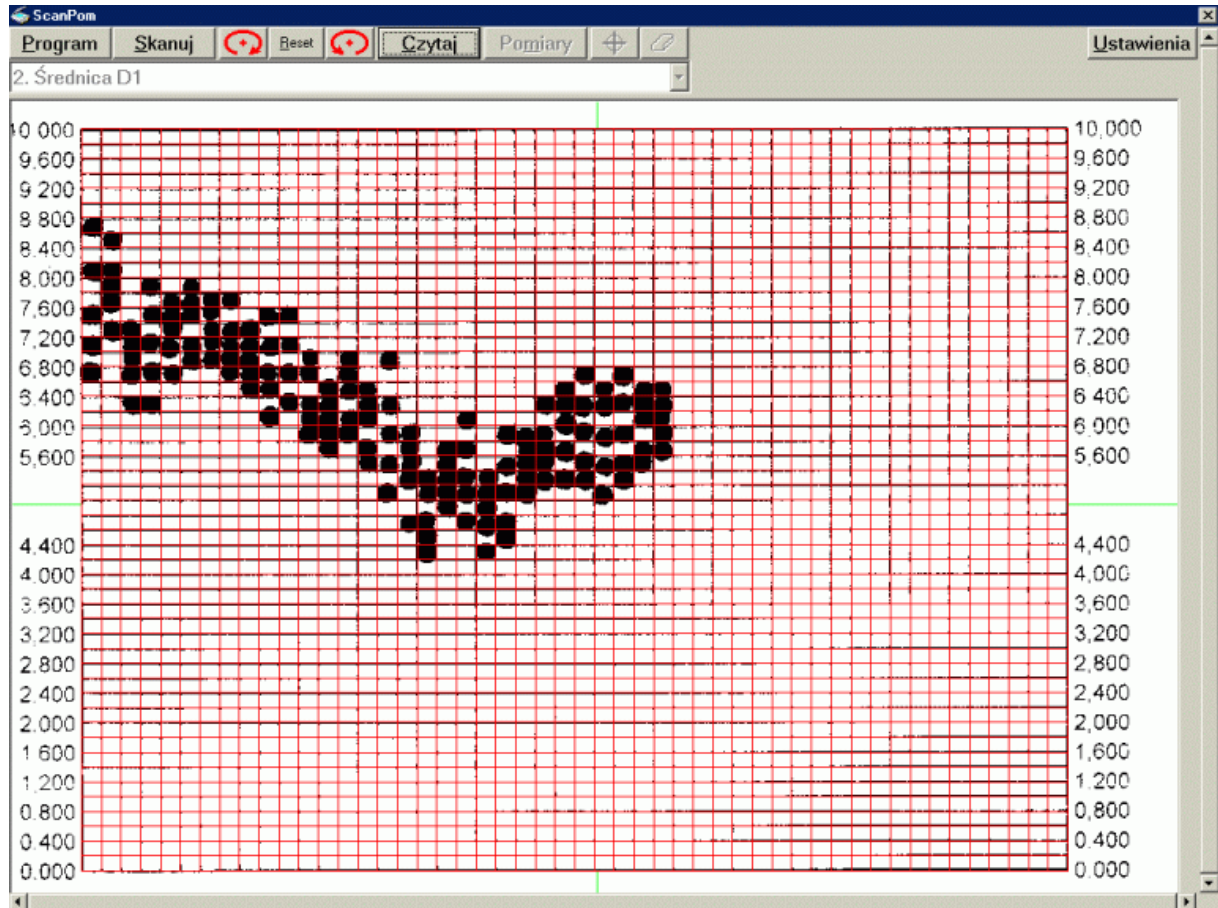 ScanPom
Program Skanuj Reset Czytaj Pomiary Ustawienia
2. Średnica D1
10 000 10,000
9.600 9,600
9 200 9,200
8 800 8,800
8.400 8,400
8.000 8,000
7.600 7,600
7.200 7,200
6.800 6,800
6.400 6 400
6,000 6,000
5,600 5,600
4,400 4,400
4.000 4,000
3.600 3,600
3,200 3,200
2.800 2,800
2.400 2,400
2.000 2,000
1 600 1,600
1,200 1.200
0.800 0,800
0.400 0.400
0.000 0.000